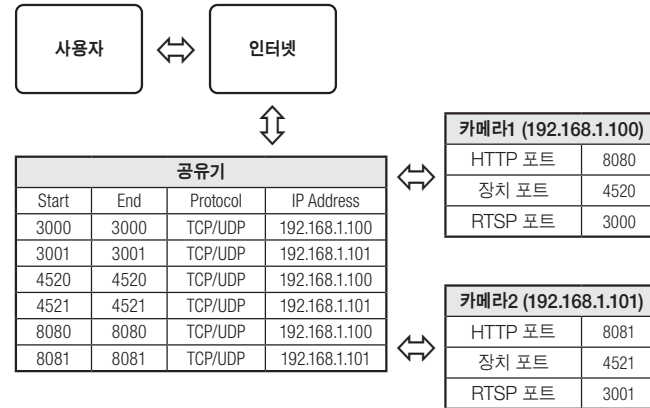 사용자
인터넷
공유기
Start End Protocol IP Address
3000 3000 TCP/UDP 192.168.1.100
3001 3001 TCP/UDP 192.168.1.101
4520 4520 TCP/UDP 192.168.1.100
4521 4521 TCP/UDP 192.168.1.101
8080 8080 TCP/UDP 192.168.1.100
8081 8081 TCP/UDP 192.168.1.101
카메라1 (192.168.1.100)
HTTP 포트 8080
장치 포트 4520
RTSP 포트 3000
카메라2 (192.168.1.101)
HTTP 포트 8081
장치 포트 4521
RTSP 포트 3001